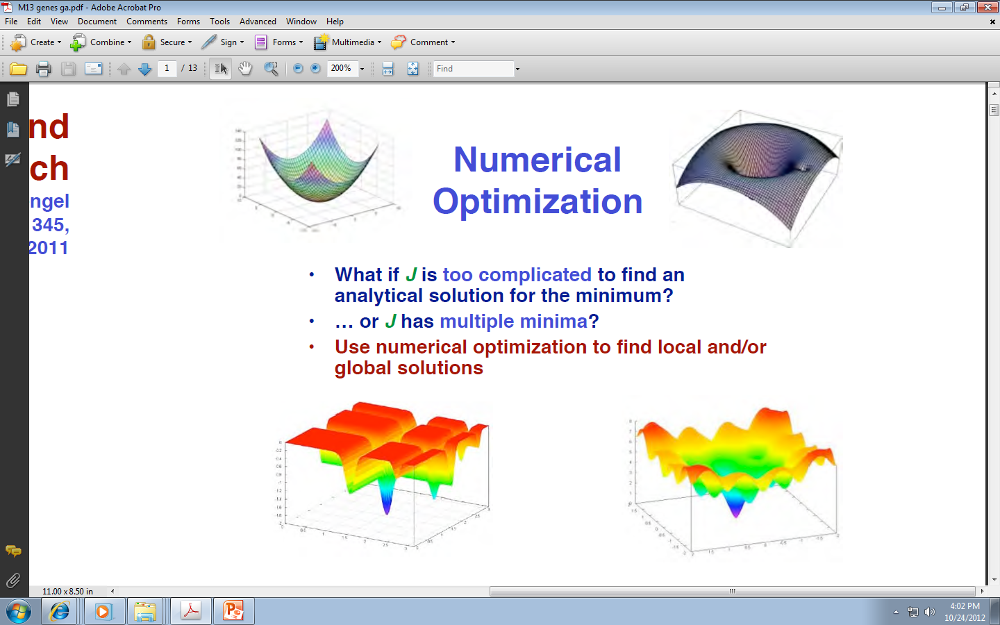 M13 genes ga.pdf - Adobe Acrobat Pro
File Edit View Document Comments Forms Tools Advanced Window Help
Create Combine Secure Sign Forms Multimedia Comment
1 / 13 200% Find
nd
ch
ngel
345,
2011
Numerical
Optimization
• What if J is too complicated to find an
analytical solution for the minimum?
• … or J has multiple minima?
• Use numerical optimization to find local and/or
global solutions
11.00 x 8.50 in
4:02 PM
10/24/2012